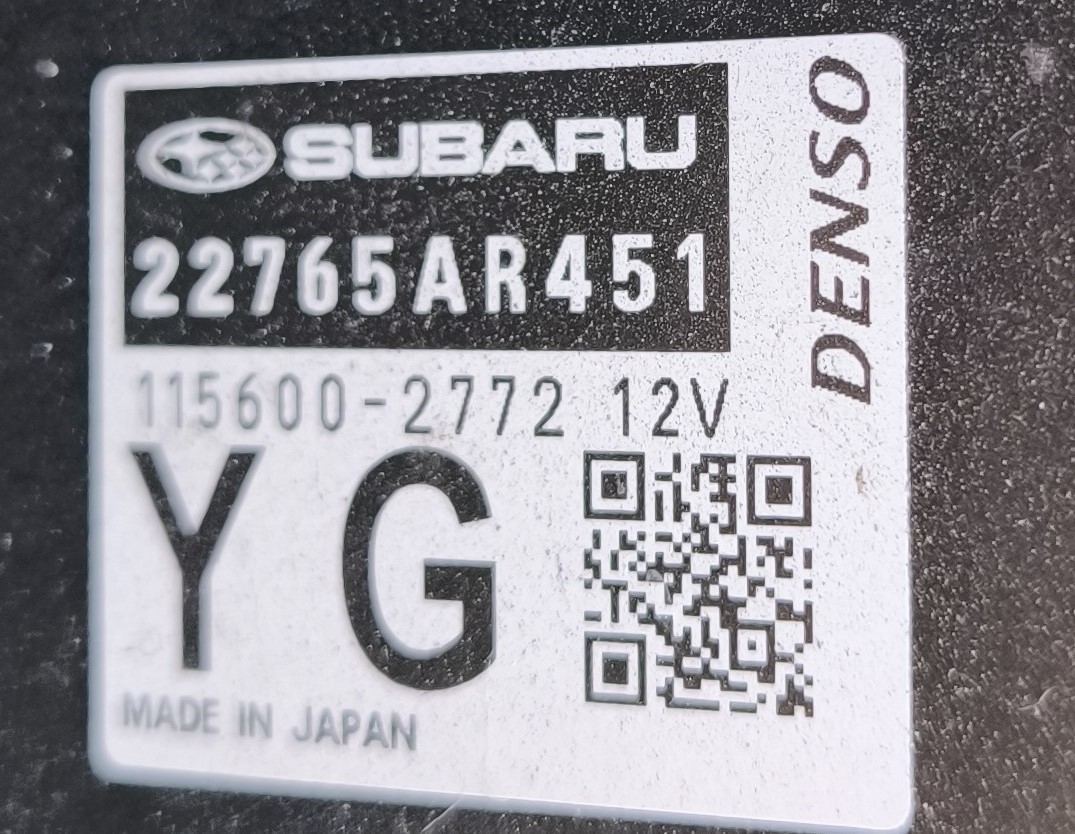 SUBARU
22765AR451
115600-2772 12V
YG
MADE IN JAPAN
DENSO